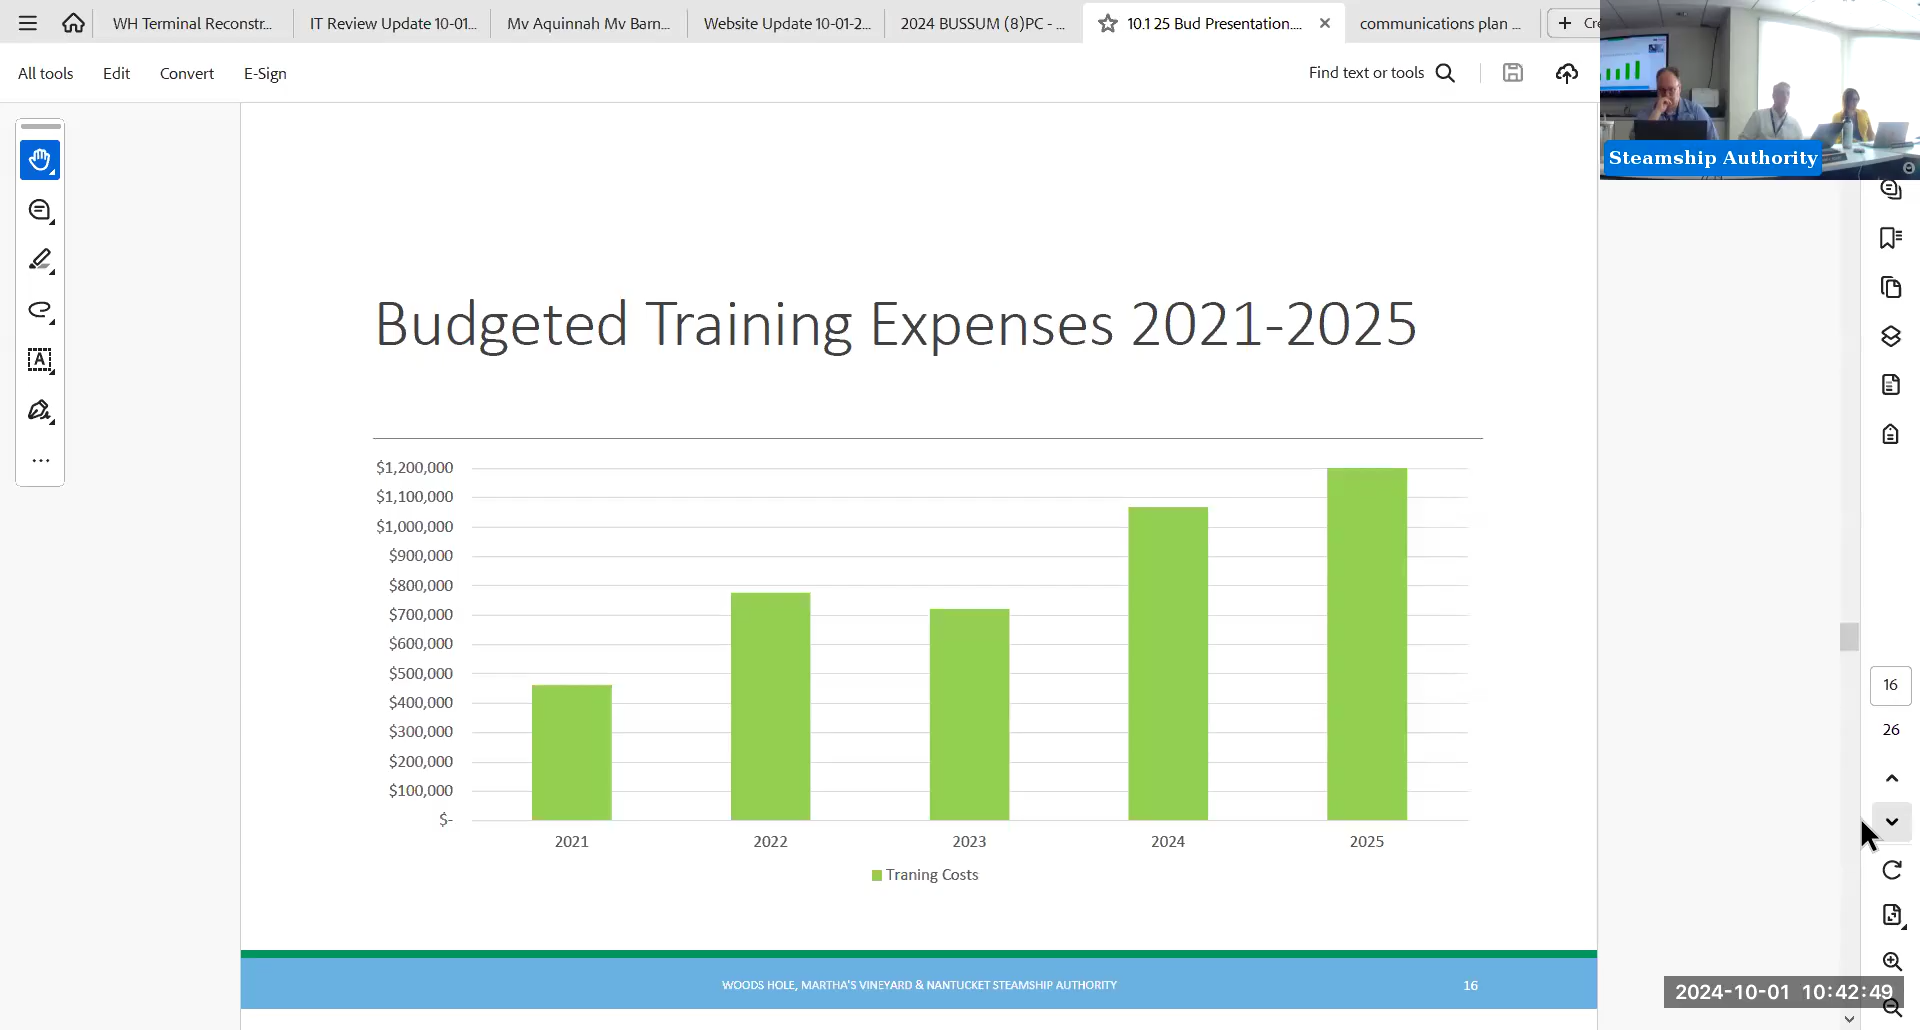 WH Terminal Reconstr...
IT Review Update 10-01...
Mv Aquinnah Mv Barn...
Website Update 10-01-2...
2024 BUSSUM (8)PC - ...
10.1 25 Bud Presentation....
communications plan ...
All tools
Edit
Convert
E-Sign
Find text or tools
Steamship Authority
Budgeted Training Expenses 2021-2025
$1,200,000
$1,100,000
$1,000,000
$900,000
$800,000
$700,000
$600,000
$500,000
$400,000
$300,000
$200,000
$100,000
$-
2021
2022
2023
2024
2025
Traning Costs
WOODS HOLE, MARTHA'S VINEYARD & NANTUCKET STEAMSHIP AUTHORITY
16
16
26
2024-10-01 10:42:49